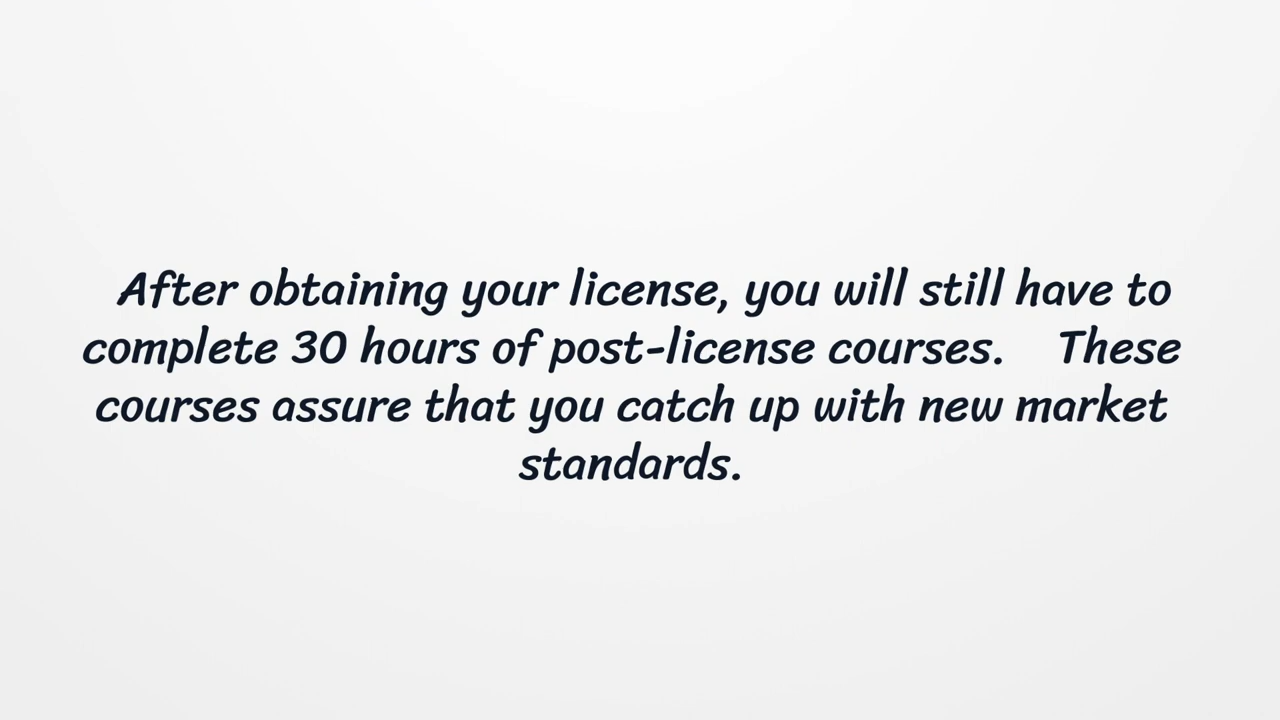 After obtaining your license, you will still have to
complete 30 hours of post-license courses.    These
courses assure that you catch up with new market
standards.